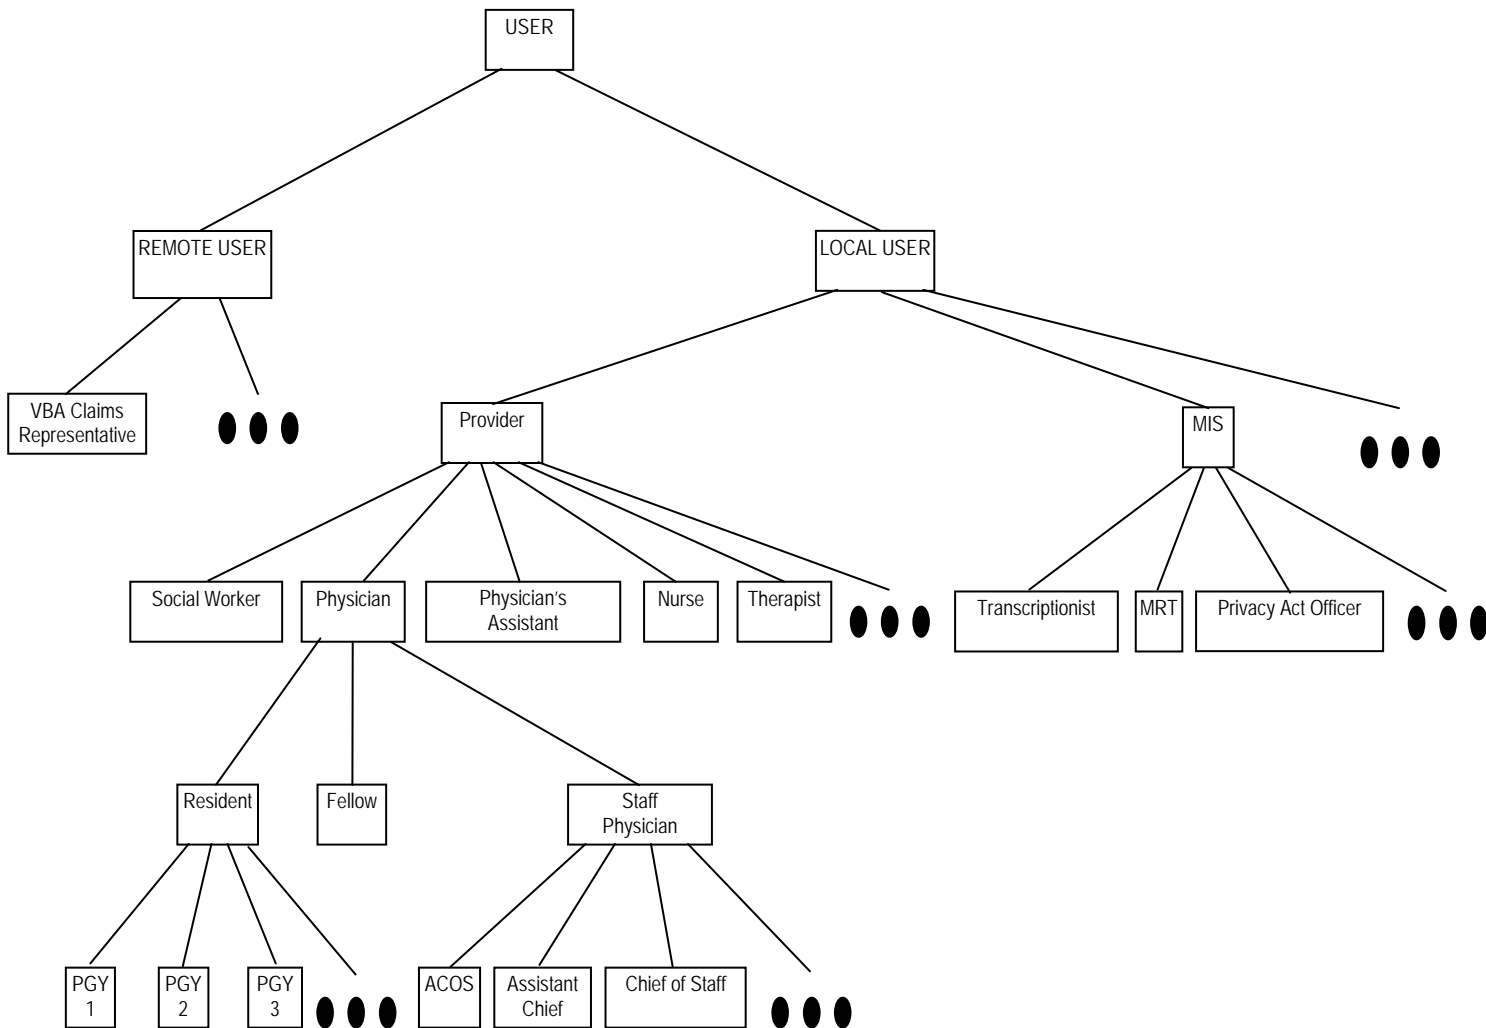 USER
REMOTE USER
LOCAL USER
VBA Claims
Representative
Provider
MIS
Social Worker
Physician
Physician's
Assistant
Nurse
Therapist
Transcriptionist
MRT
Privacy Act Officer
Resident
Fellow
Staff
Physician
PGY
1
PGY
2
PGY
3
ACOS
Assistant
Chief
Chief of Staff